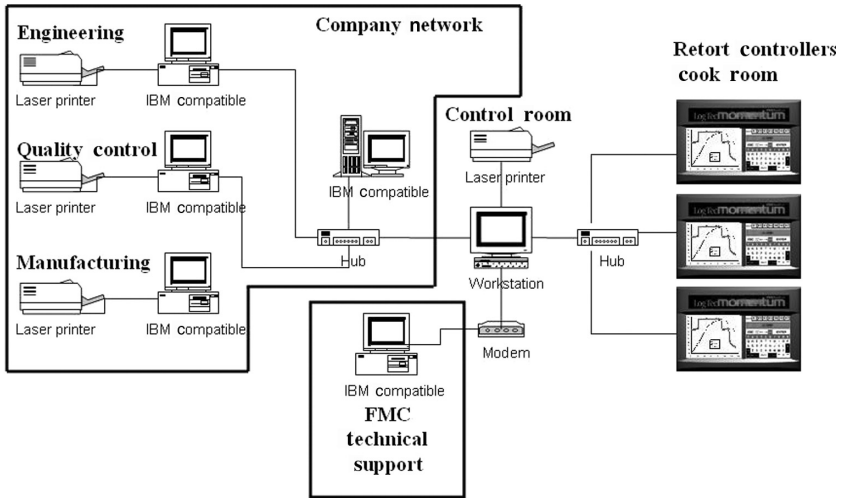 Company network
Engineering
Laser printer
IBM compatible
Retort controllers
cook room
Quality control
Laser printer
IBM compatible
IBM compatible
Control room
Laser printer
LogTec momentum
LogTec momentum
LogTec momentum
Manufacturing
Laser printer
IBM compatible
Hub
Workstation
Hub
Modem
IBM compatible
FMC
technical
support